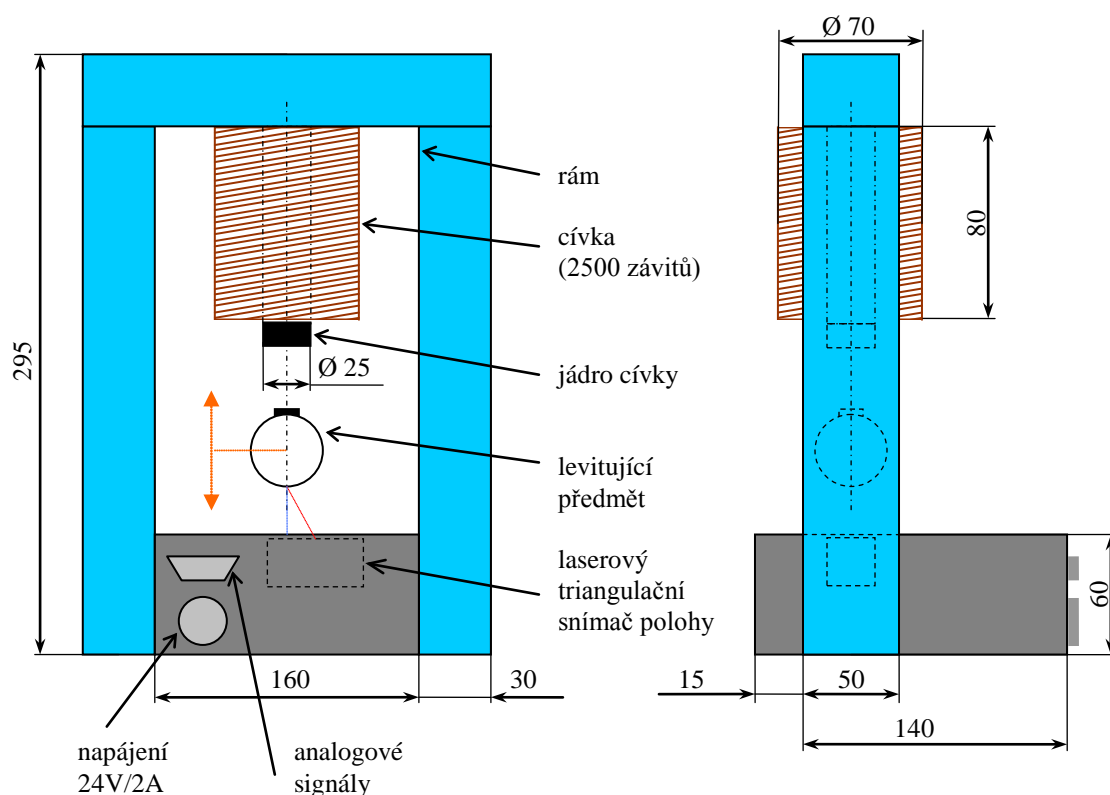 Ø 70
295
rám
cívka
(2500 závitů)
80
jádro cívky
Ø 25
levitující
předmět
laserový
triangulační
snímač polohy
60
160
30
15
50
140
napájení
24V/2A
analogové
signály